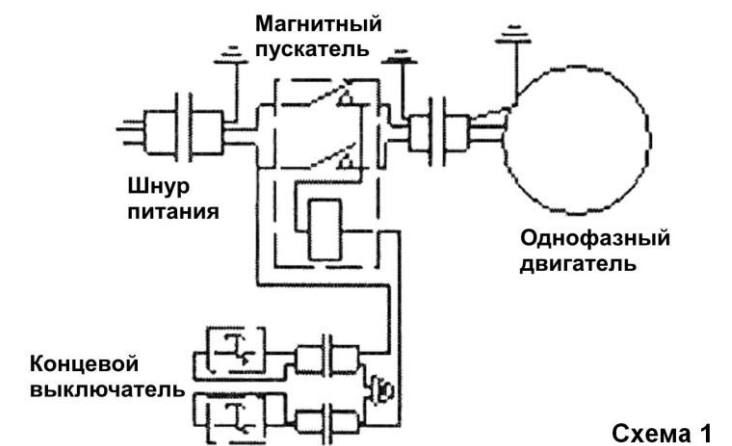 Магнитный
пускатель
Шнур
питания
Однофазный
двигатель
Концевой
выключатель
Схема 1